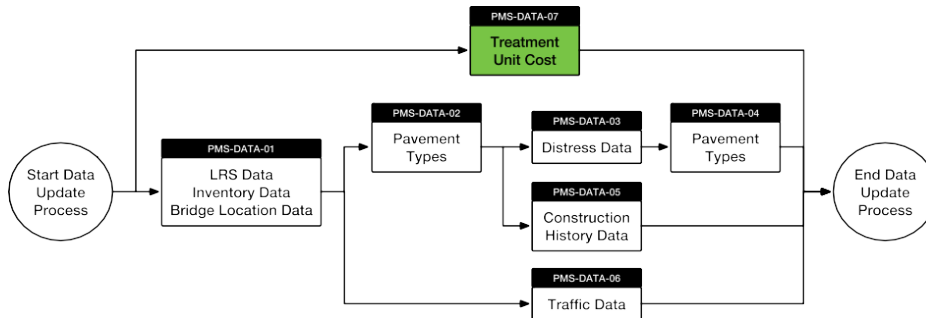 PMS-DATA-07
Treatment
Unit Cost
PMS-DATA-02
Pavement
Types
PMS-DATA-03
Distress Data
PMS-DATA-04
Pavement
Types
PMS-DATA-01
LRS Data
Inventory Data
Bridge Location Data
Start Data
Update
Process
PMS-DATA-05
Construction
History Data
End Data
Update
Process
PMS-DATA-06
Traffic Data